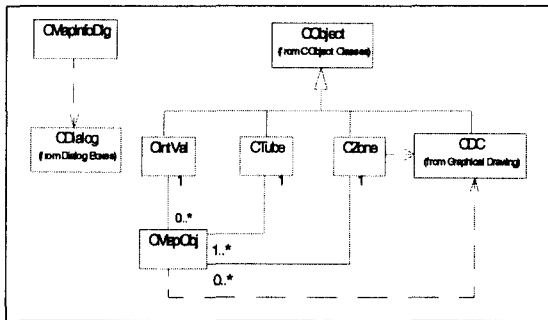 CMapInfoDlg
CObject
(from CObject Classes)
CDialog
(from Dialog Boxes)
CIntVal
CTube
CZone
CDC
(from Graphical Drawing)
1
1
1
0..*
CMapObj
1..*
0..*